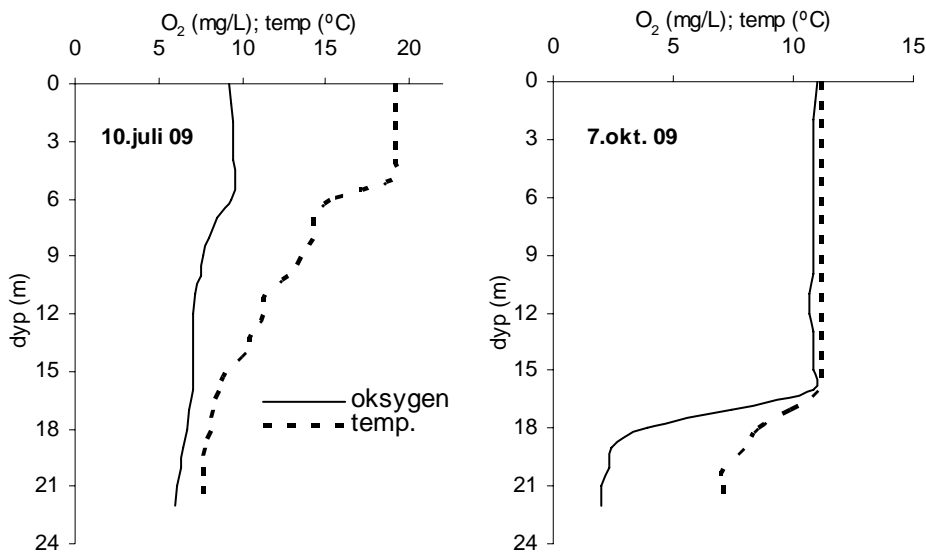 O₂ (mg/L); temp (ºC)
0 5 10 15 20
0
3
6
9
12
15
18
21
24
dyp (m)
10.juli 09
oksygen
temp.
O₂ (mg/L); temp (ºC)
0 5 10 15
0
3
6
9
12
15
18
21
24
dyp (m)
7.okt. 09